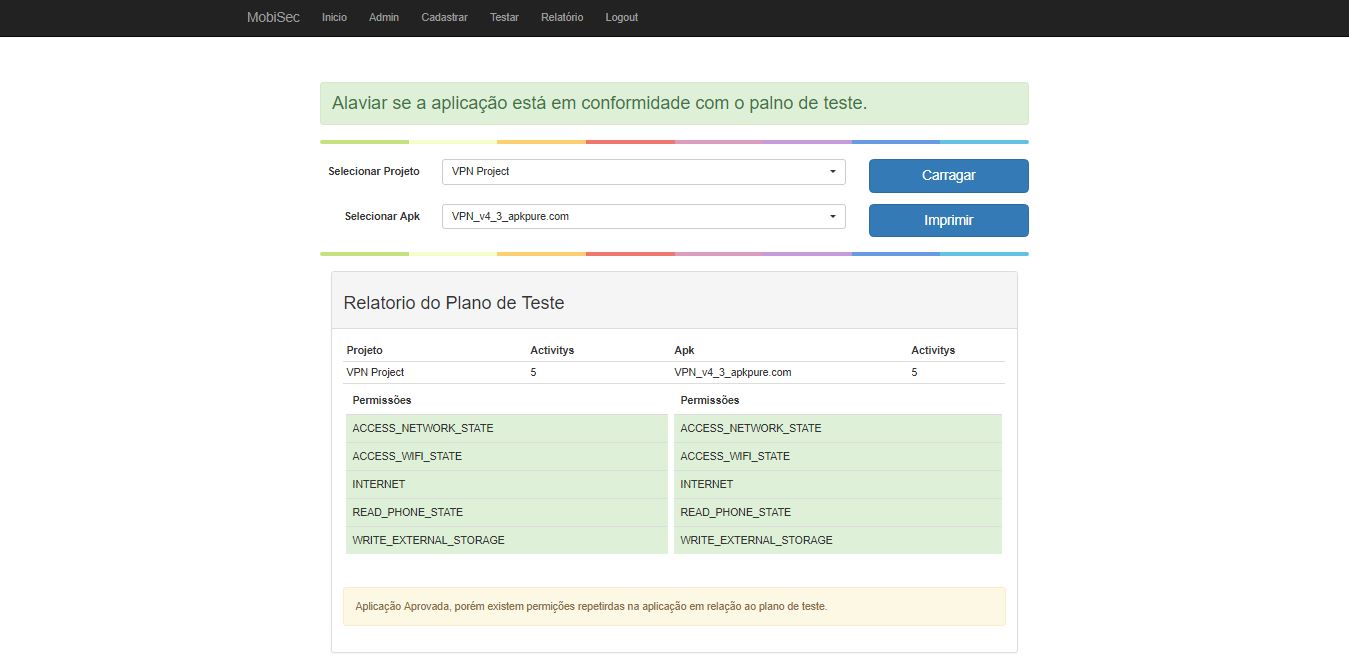 MobiSec Inicio Admin Cadastrar Testar Relatório Logout
Alaviar se a aplicação está em conformidade com o palno de teste.
Selecionar Projeto VPN Project Carragar
Selecionar Apk VPN_v4_3_apkpure.com Imprimir
Relatorio do Plano de Teste
Projeto Activitys Apk Activitys
VPN Project 5 VPN_v4_3_apkpure.com 5
Permissões Permissões
ACCESS_NETWORK_STATE ACCESS_NETWORK_STATE
ACCESS_WIFI_STATE ACCESS_WIFI_STATE
INTERNET INTERNET
READ_PHONE_STATE READ_PHONE_STATE
WRITE_EXTERNAL_STORAGE WRITE_EXTERNAL_STORAGE
Aplicação Aprovada, porém existem permições repetirdas na aplicação em relação ao plano de teste.